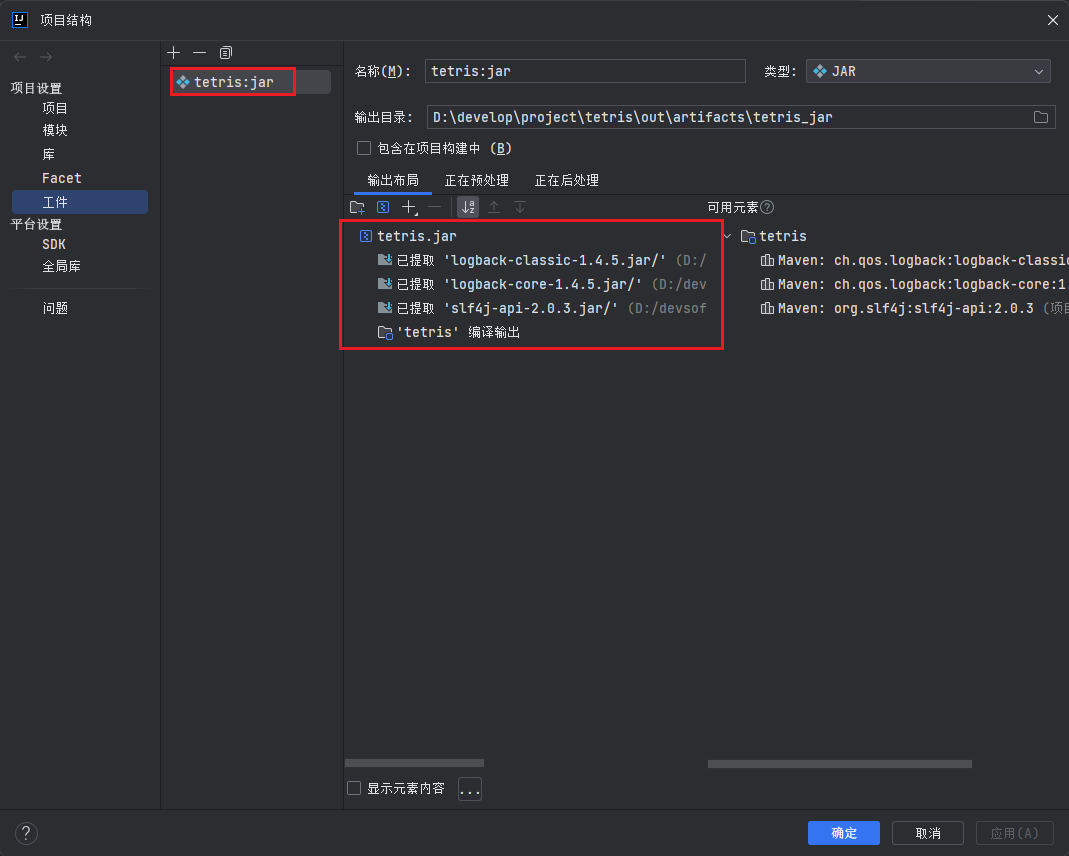 项目结构
项目设置
项目
模块
库
Facet
工件
平台设置
SDK
全局库
问题
tetris:jar
名称(M): tetris:jar 类型: JAR
输出目录: D:\develop\project\tetris\out\artifacts\tetris_jar
包含在项目构建中 (B)
输出布局 正在预处理 正在后处理
可用元素
tetris.jar
已提取 'logback-classic-1.4.5.jar/' (D:/
已提取 'logback-core-1.4.5.jar/' (D:/dev
已提取 'slf4j-api-2.0.3.jar/' (D:/devsof
'tetris' 编译输出
tetris
Maven: ch.qos.logback:logback-classic
Maven: ch.qos.logback:logback-core:1
Maven: org.slf4j:slf4j-api:2.0.3 (项目
显示元素内容 ...
确定 取消 应用(A)